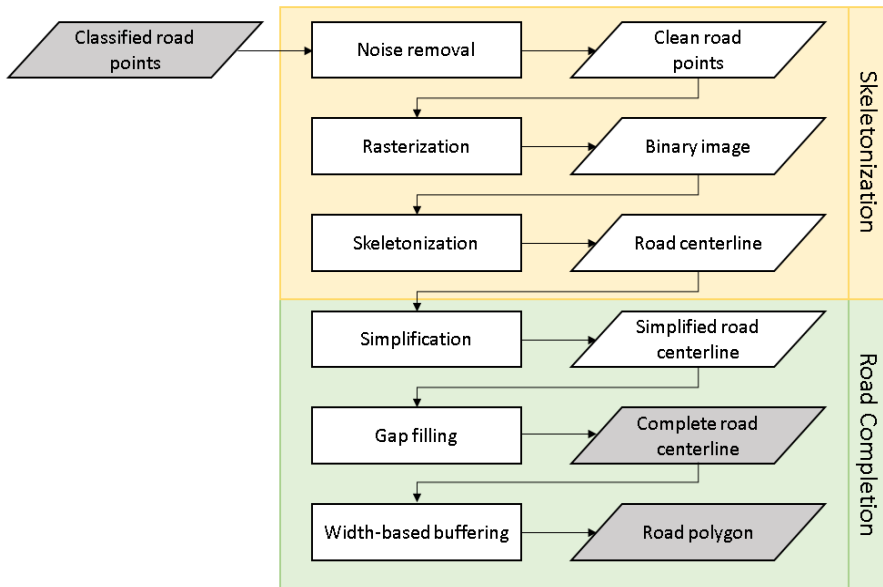 Classified road
points
Noise removal
Clean road
points
Rasterization
Binary image
Skeletonization
Road centerline
Skeletonization
Simplification
Simplified road
centerline
Gap filling
Complete road
centerline
Width-based buffering
Road polygon
Road Completion